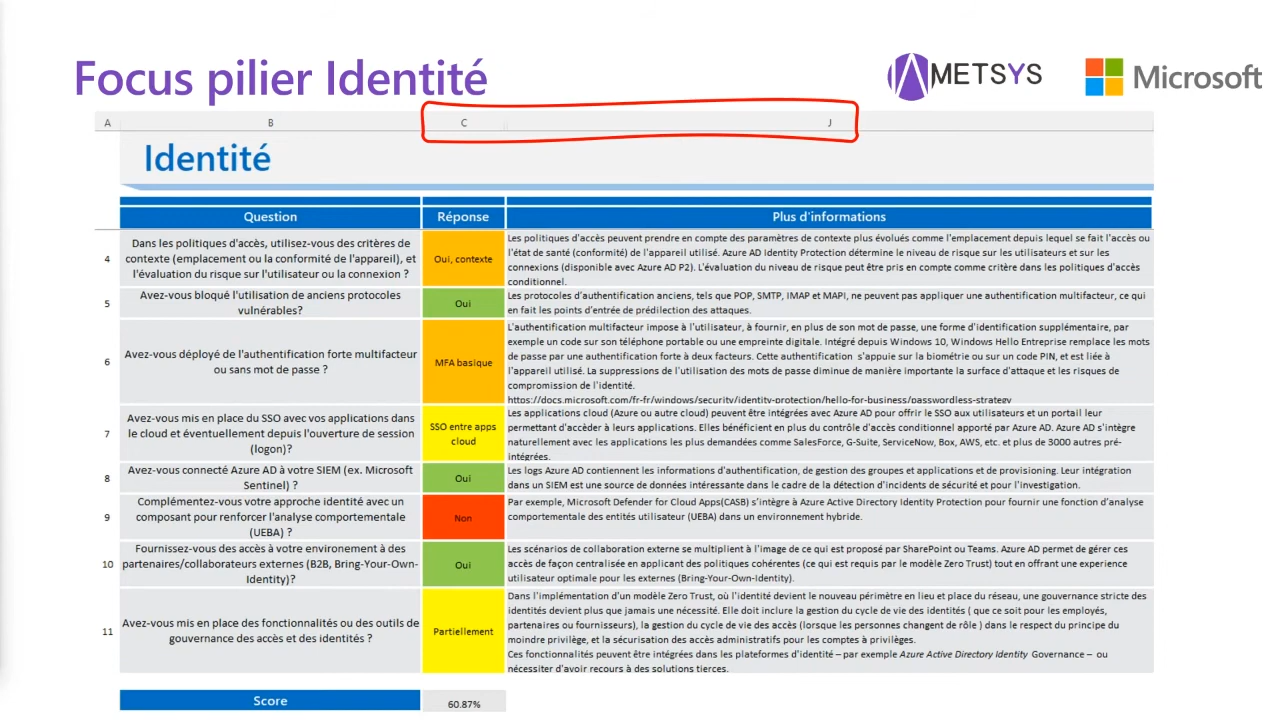 Focus pilier Identité
METSYS
Microsoft
A
B
C
J
Identité
Question
Réponse
Plus d'informations
4
Dans les politiques d'accès, utilisez-vous des critères de
contexte (emplacement ou la conformité de l'appareil), et
l'évaluation du risque sur l'utilisateur ou la connexion ?
Oui, contexte
Les politiques d'accès peuvent prendre en compte des paramètres de contexte plus évolués comme l'emplacement depuis lequel se fait l'accès ou
l'état de santé (conformité) de l'appareil utilisé. Azure AD Identity Protection détermine le niveau de risque sur les utilisateurs et sur les
connexions (disponible avec Azure AD P2). L'évaluation du niveau de risque peut être pris en compte comme critère dans les politiques d'accès
conditionnel.
5
Avez-vous bloqué l'utilisation de anciens protocoles
vulnérables?
Oui
Les protocoles d'authentification anciens, tels que POP, SMTP, IMAP et MAPI, ne peuvent pas appliquer une authentification multifacteur, ce qui
en fait les points d'entrée de prédilection des attaques.
6
Avez-vous déployé de l'authentification forte multifacteur
ou sans mot de passe ?
MFA basique
L'authentification multifacteur impose à l'utilisateur, à fournir, en plus de son mot de passe, une forme d'identification supplémentaire, par
exemple un code sur son téléphone portable ou une empreinte digitale. Intégré depuis Windows 10, Windows Hello Entreprise remplace les mots
de passe par une authentification forte à deux facteurs. Cette authentification s'appuie sur la biométrie ou sur un code PIN, et est liée à
l'appareil utilisé. La suppressions de l'utilisation des mots de passe diminue de manière importante la surface d'attaque et les risques de
compromission de l'identité.
https://docs.microsoft.com/fr-fr/windows/security/identity-protection/hello-for-business/passwordless-strategy
7
Avez-vous mis en place du SSO avec vos applications dans
le cloud et éventuellement depuis l'ouverture de session
(logon)?
SSO entre apps
cloud
Les applications cloud (Azure ou autre cloud) peuvent être intégrées avec Azure AD pour offrir le SSO aux utilisateurs et un portail leur
permettant d'accèder à leurs applications. Elles bénéficient en plus du contrôle d'accès conditionnel apporté par Azure AD. Azure AD s'intègre
naturellement avec les applications les plus demandées comme SalesForce, G-Suite, ServiceNow, Box, AWS, etc. et plus de 3000 autres pré-
intégrées.
8
Avez-vous connecté Azure AD à votre SIEM (ex. Microsoft
Sentinel) ?
Oui
Les logs Azure AD contiennent les informations d'authentification, de gestion des groupes et applications et de provisioning. Leur intégration
dans un SIEM est une source de données intéressante dans le cadre de la détection d'incidents de sécurité et pour l'investigation.
9
Complémentez-vous votre approche identité avec un
composant pour renforcer l'analyse comportementale
(UEBA) ?
Non
Par exemple, Microsoft Defender for Cloud Apps(CASB) s'intègre à Azure Active Directory Identity Protection pour fournir une fonction d'analyse
comportementale des entités utilisateur (UEBA) dans un environnement hybride.
10
Fournissez-vous des accès à votre environement à des
partenaires/collaborateurs externes (B2B, Bring-Your-Own-
Identity)?
Oui
Les scénarios de collaboration externe se multiplient à l'image de ce qui est proposé par SharePoint ou Teams. Azure AD permet de gérer ces
accès de façon centralisée en applicant des politiques cohérentes (ce qui est requis par le modèle Zero Trust) tout en offrant une experience
utilisateur optimale pour les externes (Bring-Your-Own-Identity).
11
Avez-vous mis en place des fonctionnalités ou des outils de
gouvernance des accès et des identités ?
Partiellement
Dans l'implémentation d'un modèle Zero Trust, où l'identité devient le nouveau périmètre en lieu et place du réseau, une gouvernance stricte des
identités devient plus que jamais une nécessité. Elle doit inclure la gestion du cycle de vie des identités ( que ce soit pour les employés,
partenaires ou fournisseurs), la gestion du cycle de vie des accès (lorsque les personnes changent de rôle ) dans le respect du principe du
moindre privilège, et la sécurisation des accès administratifs pour les comptes à privilèges.
Ces fonctionnalités peuvent être intégrées dans les plateformes d'identité – par exemple Azure Active Directory Identity Governance – ou
nécessiter d'avoir recours à des solutions tierces.
Score
60.87%